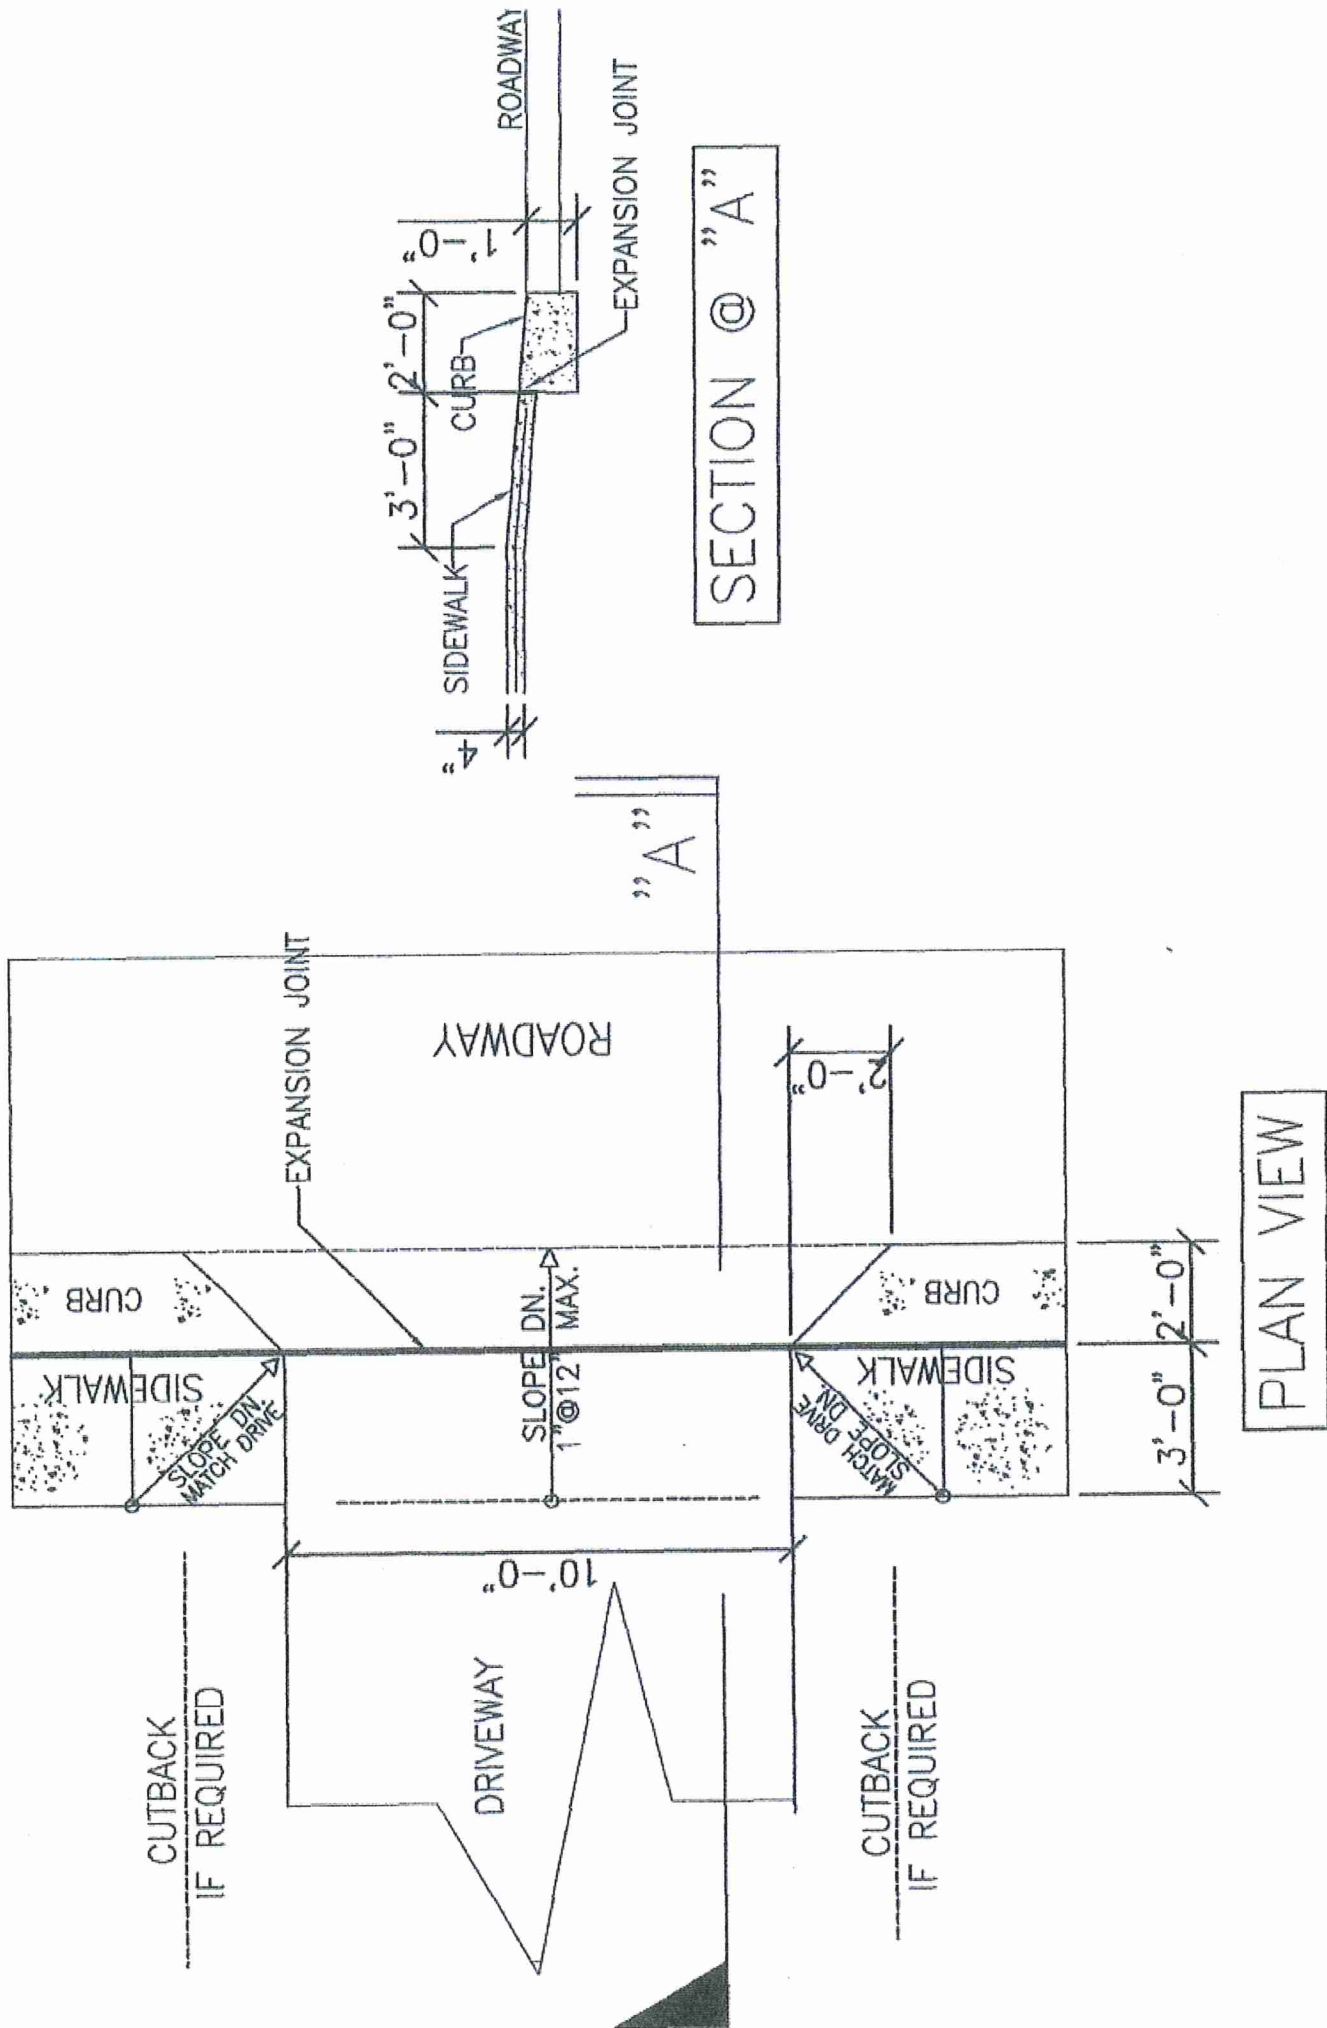 CUTBACK
IF REQUIRED
DRIVEWAY
CUTBACK
IF REQUIRED
10'-0"
SIDEWALK
SLOPE DN.
MATCH DRIVE
CURB
EXPANSION JOINT
SLOPE DN.
1"@12" MAX.
ROADWAY
MATCH DRIVE
SLOPE DN.
SIDEWALK
CURB
2'-0"
3'-0"
2'-0"
"A"
PLAN VIEW
4"
SIDEWALK
3'-0"
2'-0"
CURB
1'-0"
ROADWAY
EXPANSION JOINT
SECTION @ "A"